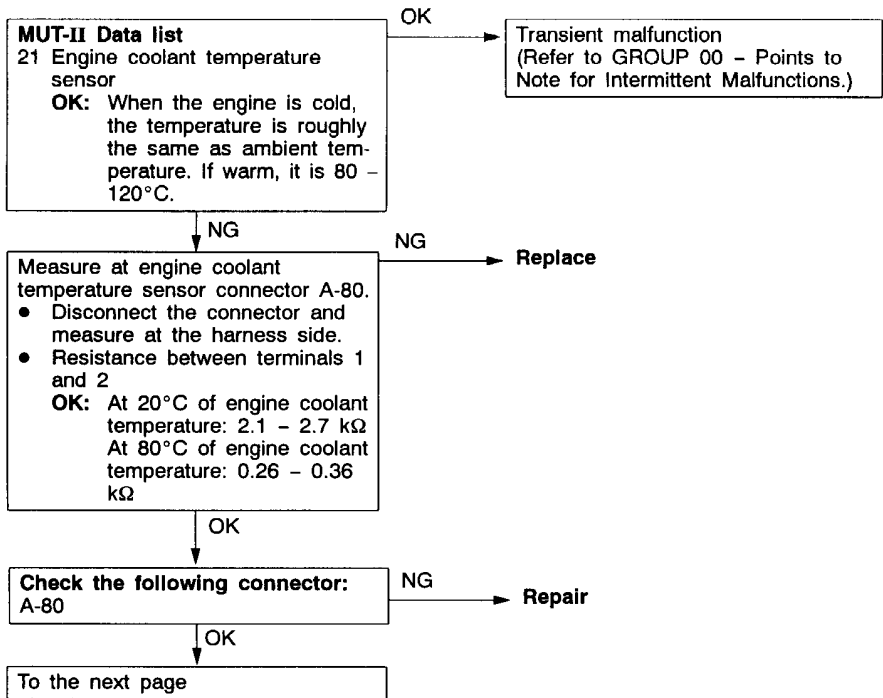 MUT-II Data list
21 Engine coolant temperature
sensor
OK: When the engine is cold,
the temperature is roughly
the same as ambient tem-
perature. If warm, it is 80 –
120°C.
OK
Transient malfunction
(Refer to GROUP 00 – Points to
Note for Intermittent Malfunctions.)
NG
Measure at engine coolant
temperature sensor connector A-80.
● Disconnect the connector and
measure at the harness side.
● Resistance between terminals 1
and 2
OK: At 20°C of engine coolant
temperature: 2.1 – 2.7 kΩ
At 80°C of engine coolant
temperature: 0.26 – 0.36
kΩ
NG
Replace
OK
Check the following connector:
A-80
NG
Repair
OK
To the next page